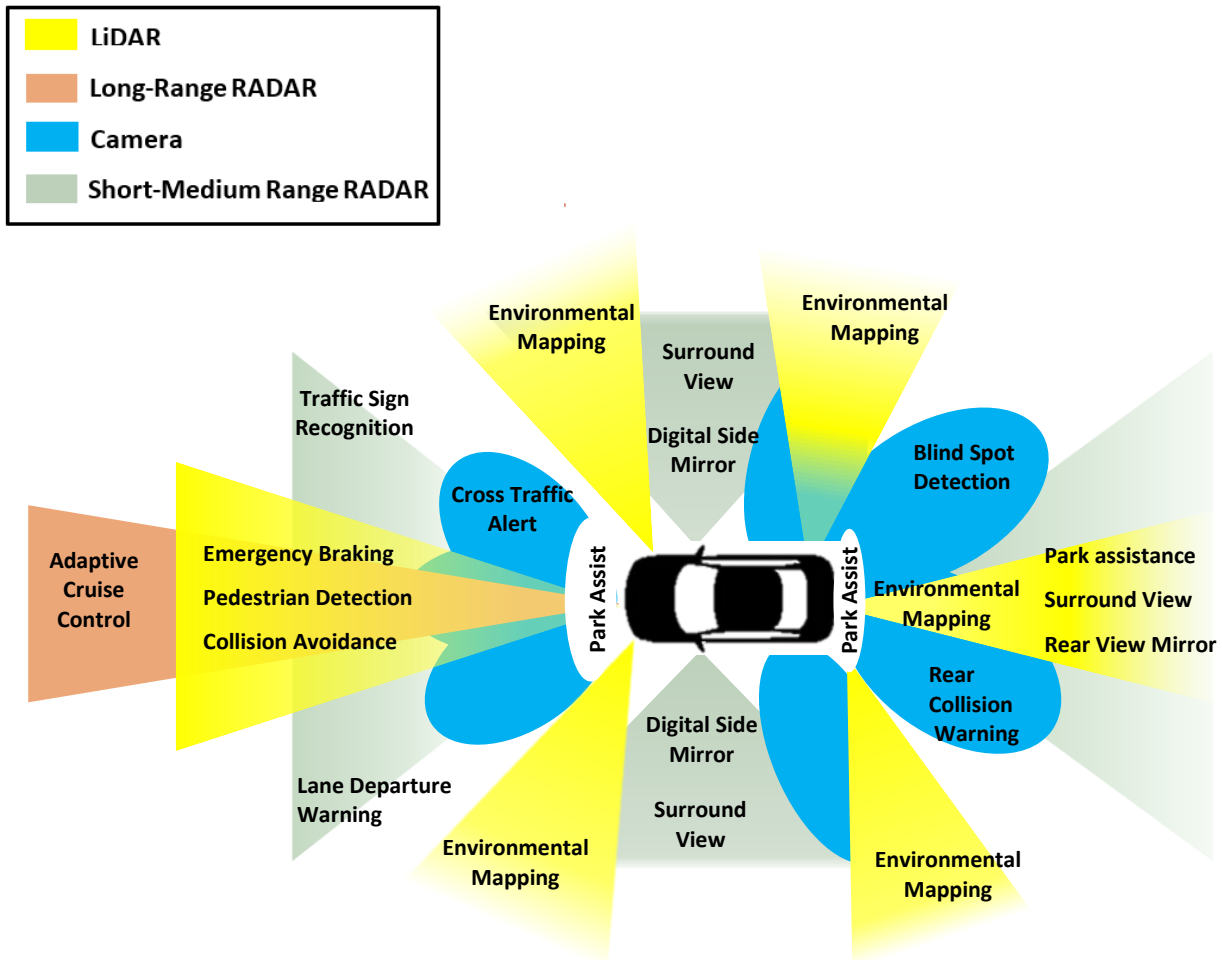 LiDAR
Long-Range RADAR
Camera
Short-Medium Range RADAR
Environmental
Mapping
Environmental
Mapping
Surround
View
Digital Side
Mirror
Traffic Sign
Recognition
Cross Traffic
Alert
Blind Spot
Detection
Adaptive
Cruise
Control
Emergency Braking
Pedestrian Detection
Collision Avoidance
Park Assist
Park Assist
Environmental
Mapping
Park assistance
Surround View
Rear View Mirror
Rear
Collision
Warning
Digital Side
Mirror
Surround
View
Lane Departure
Warning
Environmental
Mapping
Environmental
Mapping